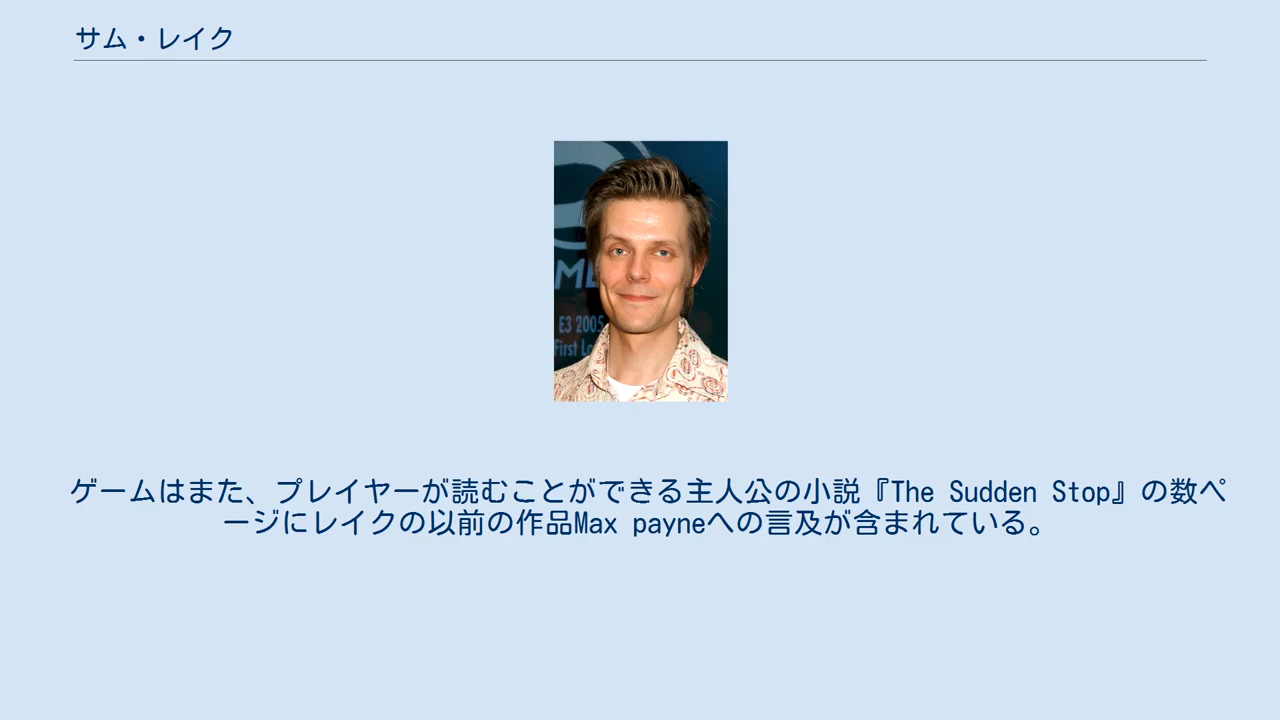 サム・レイク
E3 2005
First
ゲームはまた、プレイヤーが読むことができる主人公の小説『The Sudden Stop』の数ペ
ージにレイクの以前の作品Max payneへの言及が含まれている。